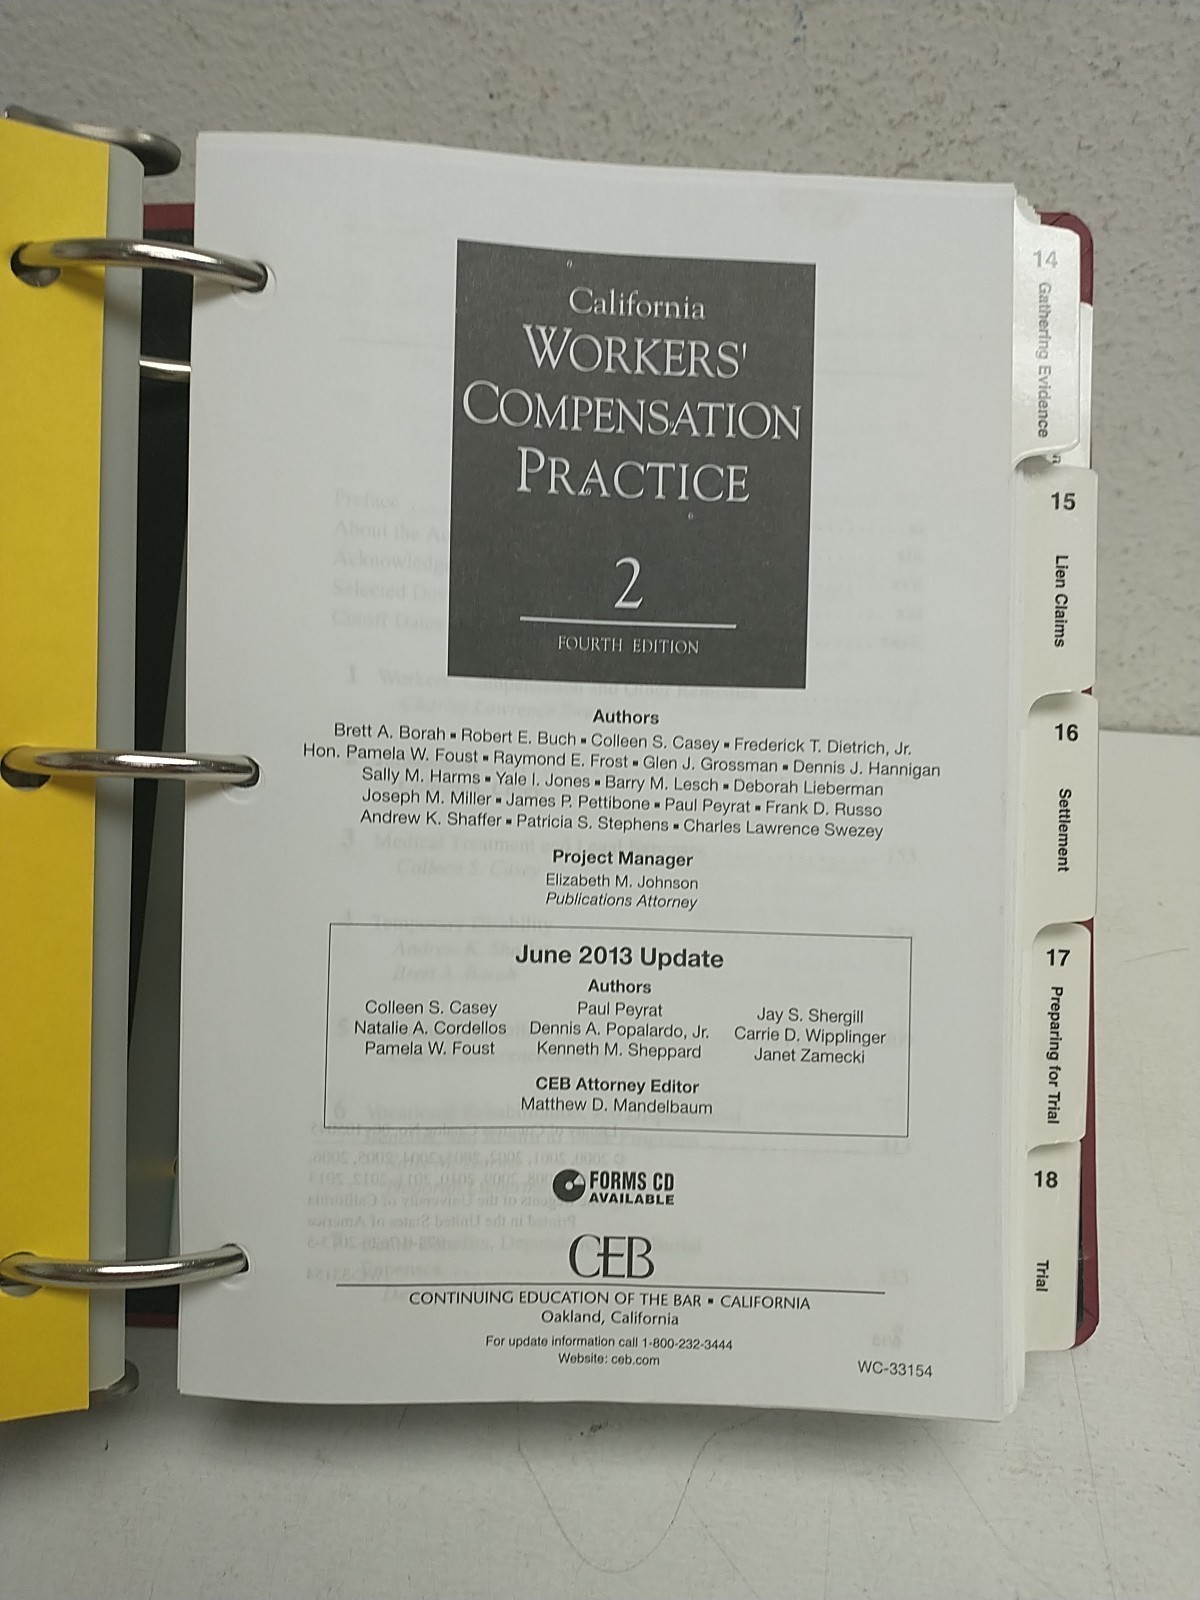 California
WORKERS'
COMPENSATION
PRACTICE
2
FOURTH EDITION
Authors
Brett A. Borah ▪ Robert E. Buch ▪ Colleen S. Casey ▪ Frederick T. Dietrich, Jr.
Hon. Pamela W. Foust ▪ Raymond E. Frost ▪ Glen J. Grossman ▪ Dennis J. Hannigan
Sally M. Harms ▪ Yale I. Jones ▪ Barry M. Lesch ▪ Deborah Lieberman
Joseph M. Miller ▪ James P. Pettibone ▪ Paul Peyrat ▪ Frank D. Russo
Andrew K. Shaffer ▪ Patricia S. Stephens ▪ Charles Lawrence Swezey
Project Manager
Elizabeth M. Johnson
Publications Attorney
June 2013 Update
Authors
Colleen S. Casey Paul Peyrat Jay S. Shergill
Natalie A. Cordellos Dennis A. Popalardo, Jr. Carrie D. Wipplinger
Pamela W. Foust Kenneth M. Sheppard Janet Zamecki
CEB Attorney Editor
Matthew D. Mandelbaum
FORMS CD
AVAILABLE
CEB
CONTINUING EDUCATION OF THE BAR ▪ CALIFORNIA
Oakland, California
For update information call 1-800-232-3444
Website: ceb.com
WC-33154
14 Gathering Evidence
15 Lien Claims
16 Settlement
17 Preparing for Trial
18 Trial